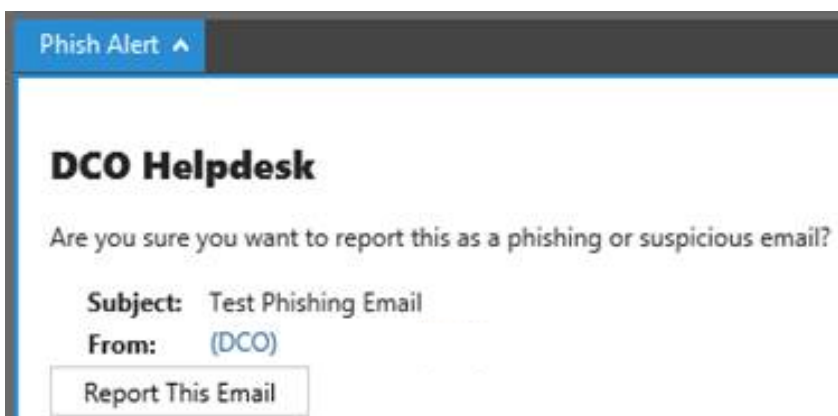 Phish Alert
DCO Helpdesk
Are you sure you want to report this as a phishing or suspicious email?
Subject: Test Phishing Email
From: (DCO)
Report This Email